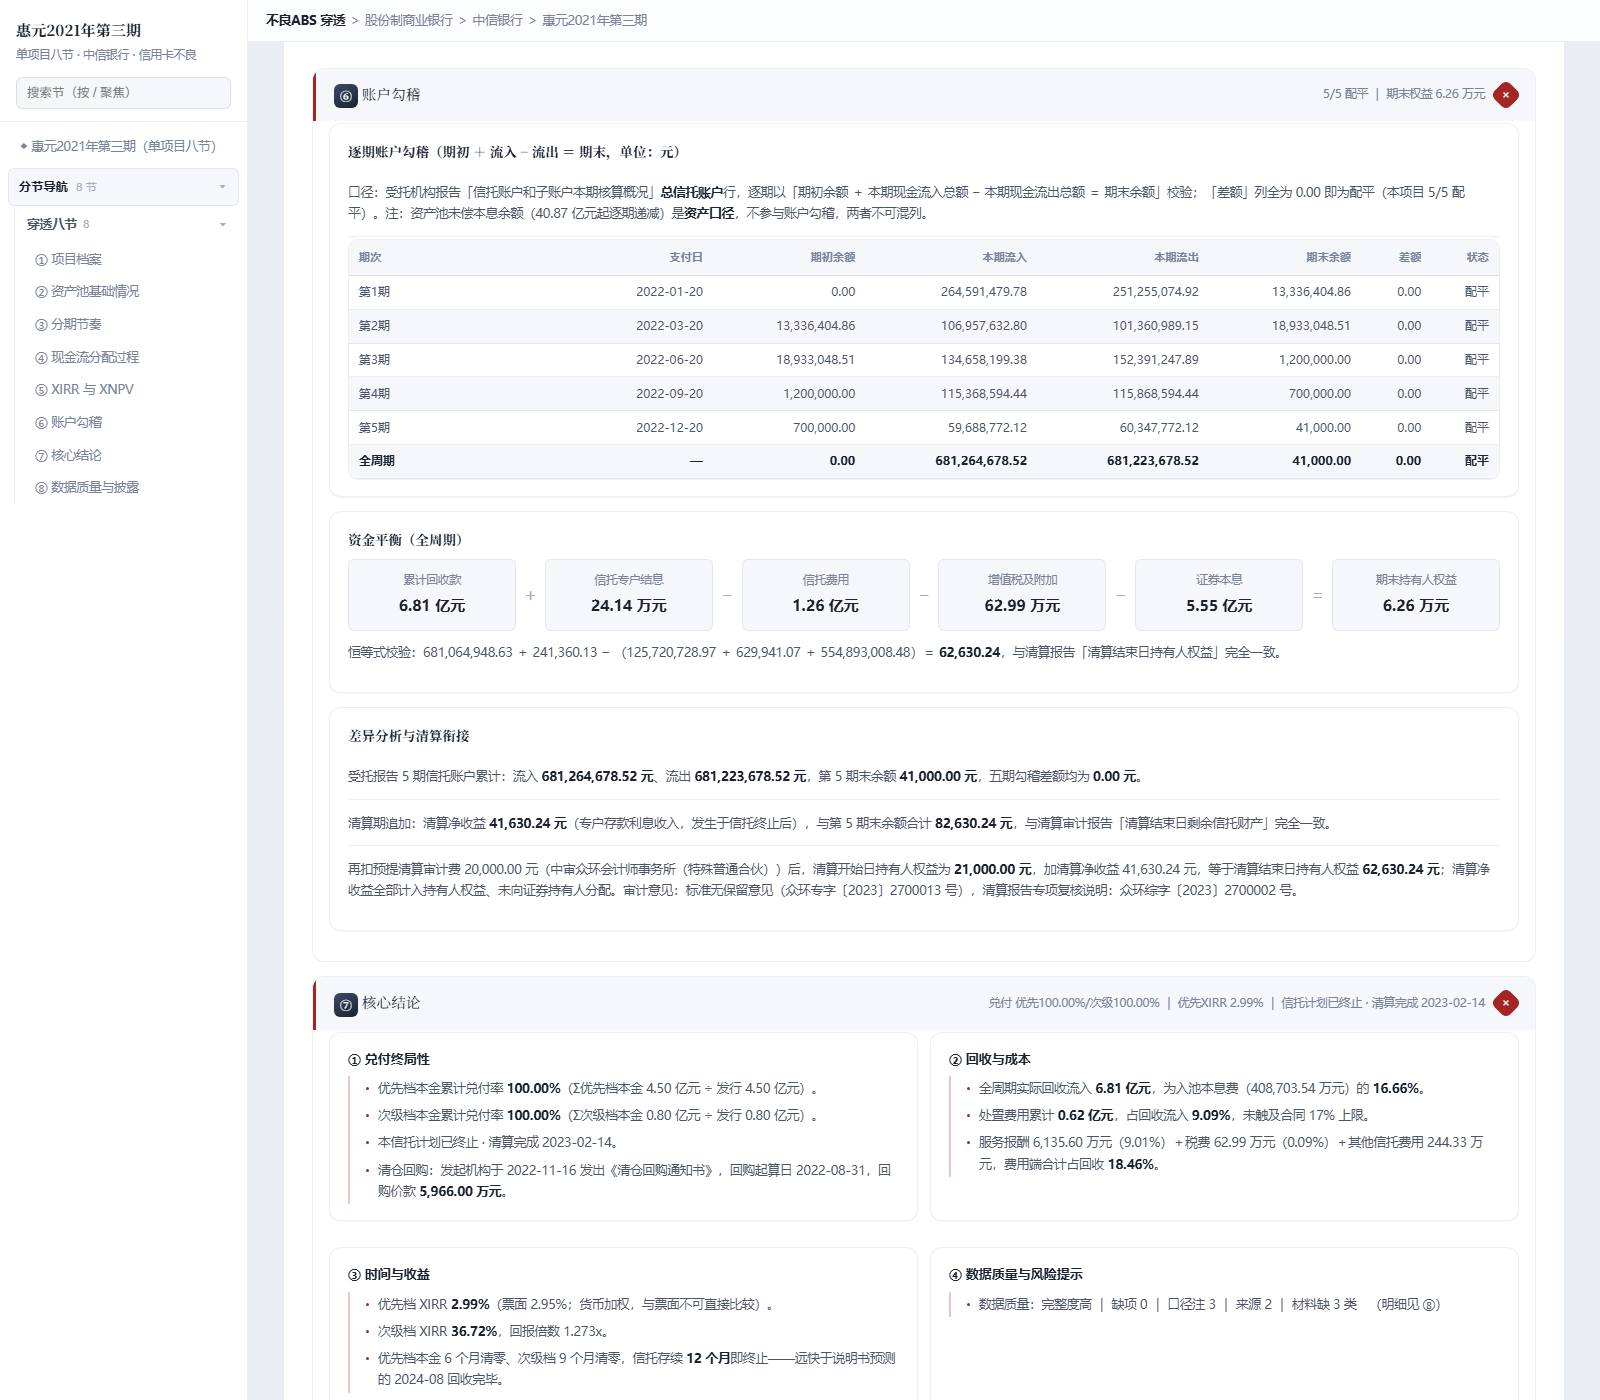 惠元2021年第三期
单项目八节 · 中信银行 · 信用卡不良
搜索节（按 / 聚焦）
◆ 惠元2021年第三期（单项目八节）
分节导航 8 节
穿透八节 8
① 项目档案
② 资产池基础情况
③ 分期节奏
④ 现金流分配过程
⑤ XIRR 与 XNPV
⑥ 账户勾稽
⑦ 核心结论
⑧ 数据质量与披露
不良ABS 穿透 > 股份制商业银行 > 中信银行 > 惠元2021年第三期
⑥ 账户勾稽 5/5 配平 | 期末权益 6.26 万元 ×
逐期账户勾稽（期初 + 流入 − 流出 = 期末，单位：元）
口径：受托机构报告「信托账户和子账户本期核算概况」总信托账户行，逐期以「期初余额 + 本期现金流入总额 − 本期现金流出总额 = 期末余额」校验；「差额」列全为 0.00 即为配平（本项目 5/5 配
平）。注：资产池未偿本息余额（40.87 亿元起逐期递减）是资产口径，不参与账户勾稽，两者不可混列。
期次 支付日 期初余额 本期流入 本期流出 期末余额 差额 状态
第1期 2022-01-20 0.00 264,591,479.78 251,255,074.92 13,336,404.86 0.00 配平
第2期 2022-03-20 13,336,404.86 106,957,632.80 101,360,989.15 18,933,048.51 0.00 配平
第3期 2022-06-20 18,933,048.51 134,658,199.38 152,391,247.89 1,200,000.00 0.00 配平
第4期 2022-09-20 1,200,000.00 115,368,594.44 115,868,594.44 700,000.00 0.00 配平
第5期 2022-12-20 700,000.00 59,688,772.12 60,347,772.12 41,000.00 0.00 配平
全周期 — 0.00 681,264,678.52 681,223,678.52 41,000.00 0.00 配平
资金平衡（全周期）
累计回收款 信托专户结息 信托费用 增值税及附加 证券本息 期末持有人权益
6.81 亿元 + 24.14 万元 − 1.26 亿元 − 62.99 万元 − 5.55 亿元 = 6.26 万元
恒等式校验：681,064,948.63 + 241,360.13 − （125,720,728.97 + 629,941.07 + 554,893,008.48）= 62,630.24，与清算报告「清算结束日持有人权益」完全一致。
差异分析与清算衔接
受托报告 5 期信托账户累计：流入 681,264,678.52 元、流出 681,223,678.52 元，第 5 期末余额 41,000.00 元，五期勾稽差额均为 0.00 元。
清算期追加：清算净收益 41,630.24 元（专户存款利息收入，发生于信托终止后），与第 5 期末余额合计 82,630.24 元，与清算审计报告「清算结束日剩余信托财产」完全一致。
再扣预提清算审计费 20,000.00 元（中审众环会计师事务所（特殊普通合伙））后，清算开始日持有人权益为 21,000.00 元，加清算净收益 41,630.24 元，等于清算结束日持有人权益 62,630.24 元；清算净
收益全部计入持有人权益、未向证券持有人分配。审计意见：标准无保留意见（众环专字〔2023〕2700013 号），清算报告专项复核说明：众环综字〔2023〕2700002 号。
⑦ 核心结论 兑付 优先100.00%/次级100.00% | 优先XIRR 2.99% | 信托计划已终止 · 清算完成 2023-02-14 ×
① 兑付终局性
• 优先档本金累计兑付率 100.00%（Σ优先档本金 4.50 亿元 ÷ 发行 4.50 亿元）。
• 次级档本金累计兑付率 100.00%（Σ次级档本金 0.80 亿元 ÷ 发行 0.80 亿元）。
• 本信托计划已终止 · 清算完成 2023-02-14。
• 清仓回购：发起机构于 2022-11-16 发出《清仓回购通知书》，回购起算日 2022-08-31，回
购价款 5,966.00 万元。
② 回收与成本
• 全周期实际回收流入 6.81 亿元，为入池本息费（408,703.54 万元）的 16.66%。
• 处置费用累计 0.62 亿元，占回收流入 9.09%，未触及合同 17% 上限。
• 服务报酬 6,135.60 万元（9.01%）+ 税费 62.99 万元（0.09%）+ 其他信托费用 244.33 万
元，费用端合计占回收 18.46%。
③ 时间与收益
• 优先档 XIRR 2.99%（票面 2.95%；货币加权，与票面不可直接比较）。
• 次级档 XIRR 36.72%，回报倍数 1.273x。
• 优先档本金 6 个月清零、次级档 9 个月清零，信托存续 12 个月即终止——远快于说明书预测
的 2024-08 回收完毕。
④ 数据质量与风险提示
• 数据质量：完整度高 | 缺项 0 | 口径注 3 | 来源 2 | 材料缺 3 类 （明细见 ⑧）